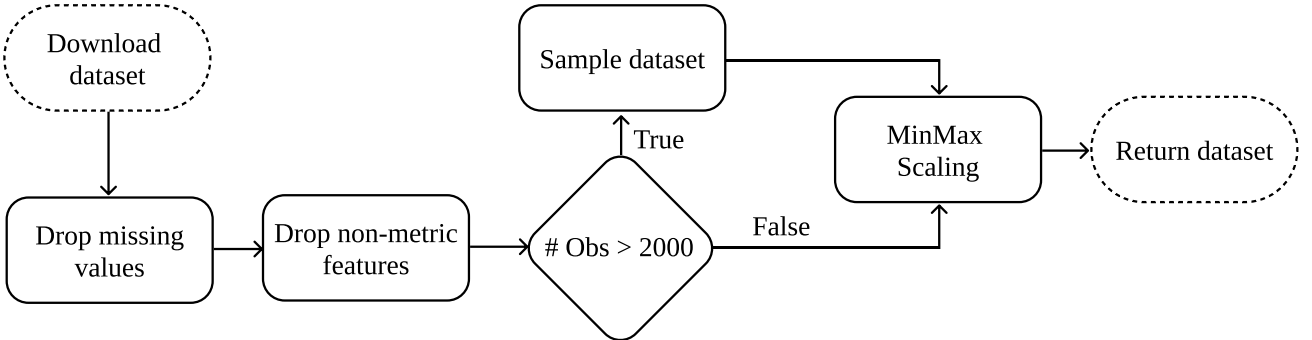 Download
dataset
Drop missing
values
Drop non-metric
features
# Obs > 2000
True
Sample dataset
False
MinMax
Scaling
Return dataset